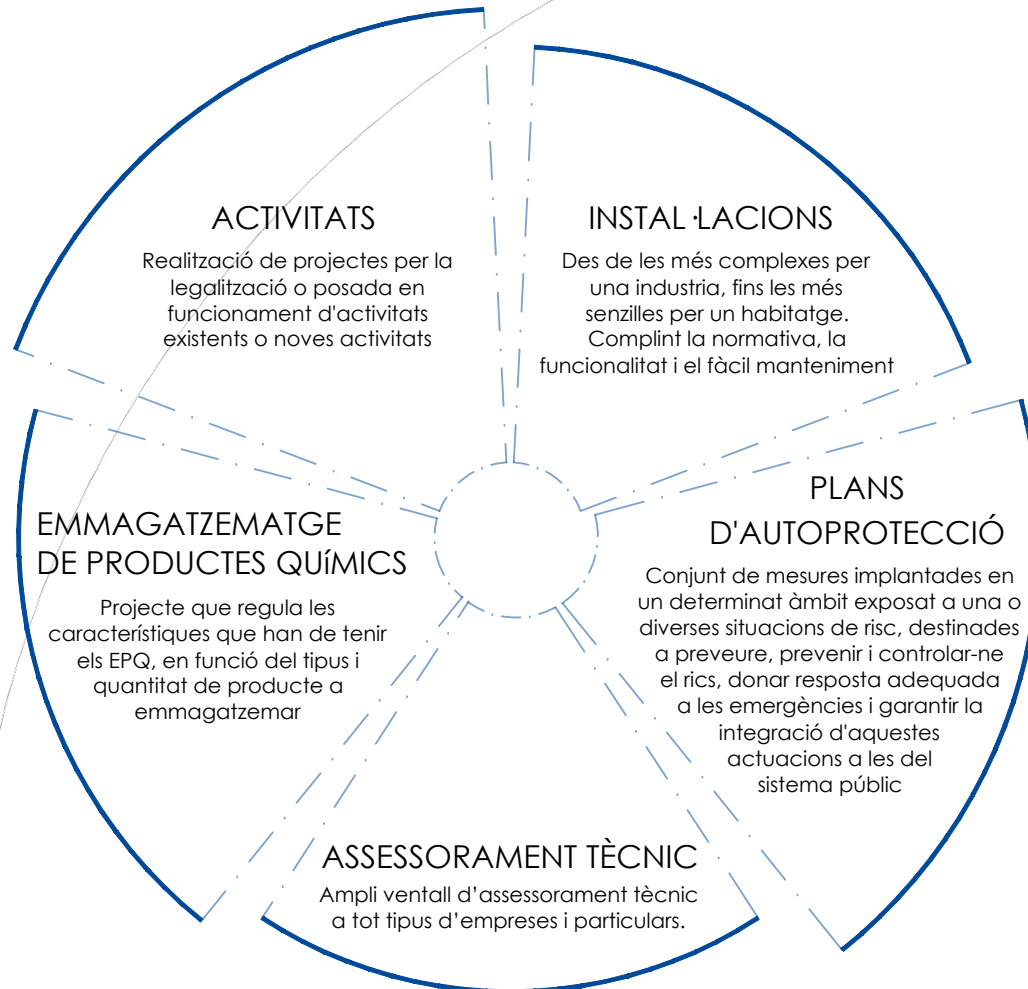 ACTIVITATS
Realització de projectes per la
legalització o posada en
funcionament d'activitats
existents o noves activitats
INSTAL·LACIONS
Des de les més complexes per
una industria, fins les més
senzilles per un habitatge.
Complint la normativa, la
funcionalitat i el fàcil manteniment
PLANS
D'AUTOPROTECCIÓ
Conjunt de mesures implantades en
un determinat àmbit exposat a una o
diverses situacions de risc, destinades
a preveure, prevenir i controlar-ne
el rics, donar resposta adequada
a les emergències i garantir la
integració d'aquestes
actuacions a les del
sistema públic
EMMAGATZEMATGE
DE PRODUCTES QUíMICS
Projecte que regula les
característiques que han de tenir
els EPQ, en funció del tipus i
quantitat de producte a
emmagatzemar
ASSESSORAMENT TÈCNIC
Ampli ventall d’assessorament tècnic
a tot tipus d’empreses i particulars.